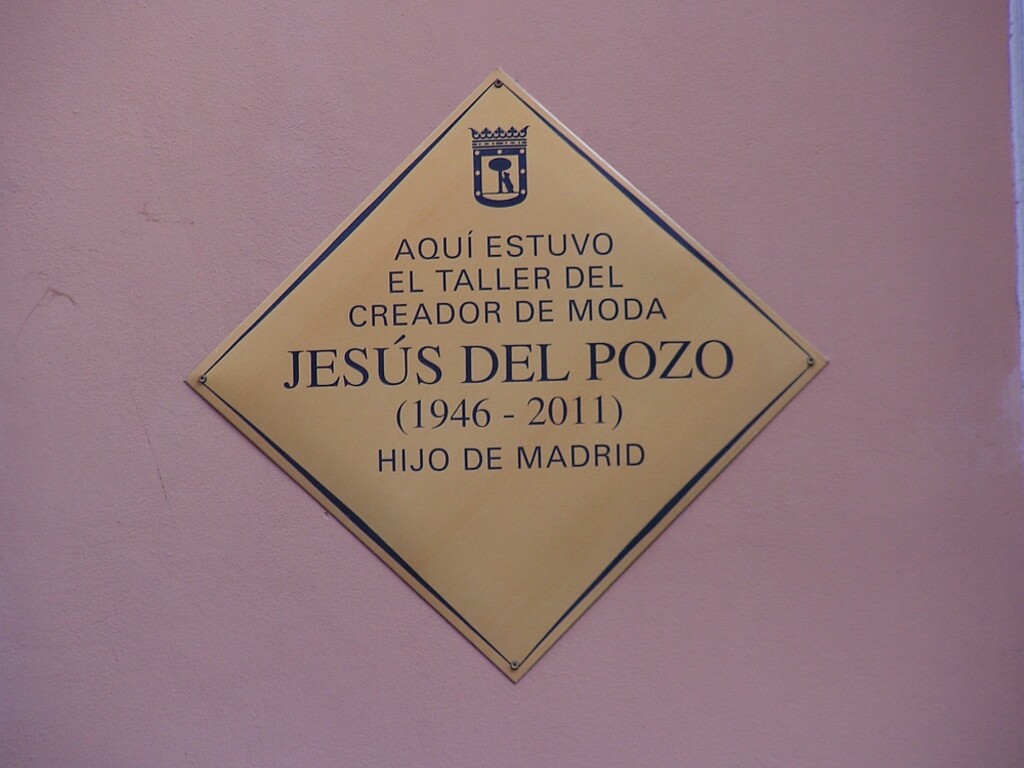 AQUÍ ESTUVO
EL TALLER DEL
CREADOR DE MODA
JESÚS DEL POZO
(1946 - 2011)
HIJO DE MADRID